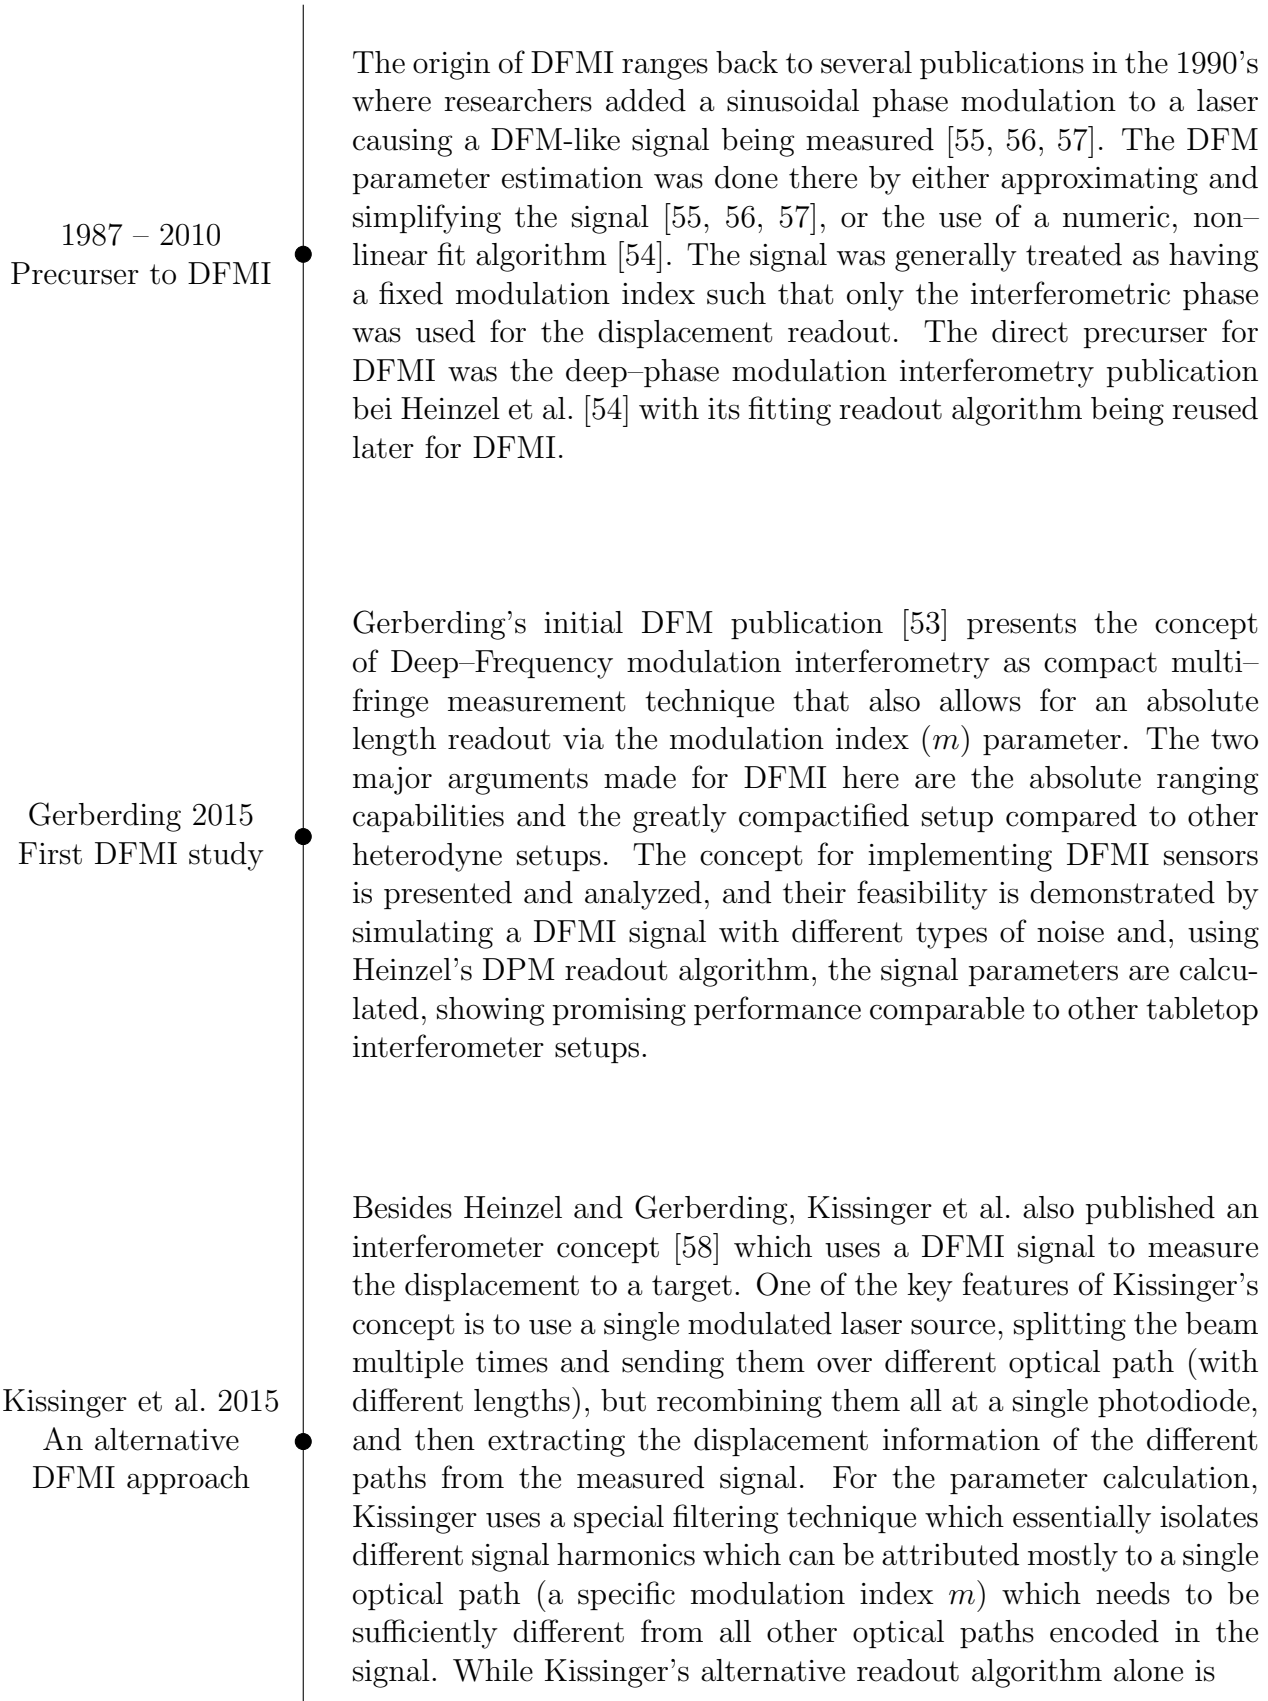 1987 – 2010
Precurser to DFMI
The origin of DFMI ranges back to several publications in the 1990's
where researchers added a sinusoidal phase modulation to a laser
causing a DFM-like signal being measured [55, 56, 57]. The DFM
parameter estimation was done there by either approximating and
simplifying the signal [55, 56, 57], or the use of a numeric, non–
linear fit algorithm [54]. The signal was generally treated as having
a fixed modulation index such that only the interferometric phase
was used for the displacement readout. The direct precurser for
DFMI was the deep–phase modulation interferometry publication
bei Heinzel et al. [54] with its fitting readout algorithm being reused
later for DFMI.
Gerberding 2015
First DFMI study
Gerberding's initial DFM publication [53] presents the concept
of Deep–Frequency modulation interferometry as compact multi–
fringe measurement technique that also allows for an absolute
length readout via the modulation index (m) parameter. The two
major arguments made for DFMI here are the absolute ranging
capabilities and the greatly compactified setup compared to other
heterodyne setups. The concept for implementing DFMI sensors
is presented and analyzed, and their feasibility is demonstrated by
simulating a DFMI signal with different types of noise and, using
Heinzel's DPM readout algorithm, the signal parameters are calcu-
lated, showing promising performance comparable to other tabletop
interferometer setups.
Kissinger et al. 2015
An alternative
DFMI approach
Besides Heinzel and Gerberding, Kissinger et al. also published an
interferometer concept [58] which uses a DFMI signal to measure
the displacement to a target. One of the key features of Kissinger's
concept is to use a single modulated laser source, splitting the beam
multiple times and sending them over different optical path (with
different lengths), but recombining them all at a single photodiode,
and then extracting the displacement information of the different
paths from the measured signal. For the parameter calculation,
Kissinger uses a special filtering technique which essentially isolates
different signal harmonics which can be attributed mostly to a single
optical path (a specific modulation index m) which needs to be
sufficiently different from all other optical paths encoded in the
signal. While Kissinger's alternative readout algorithm alone is